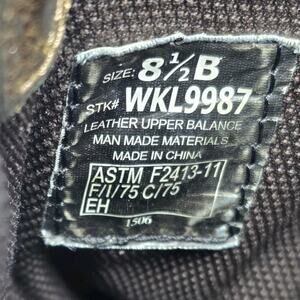 SIZE: 8½B
STK# WKL9987
LEATHER UPPER BALANCE
MAN MADE MATERIALS
MADE IN CHINA
ASTM F2413-11
F/I/75 C/75
EH
1506